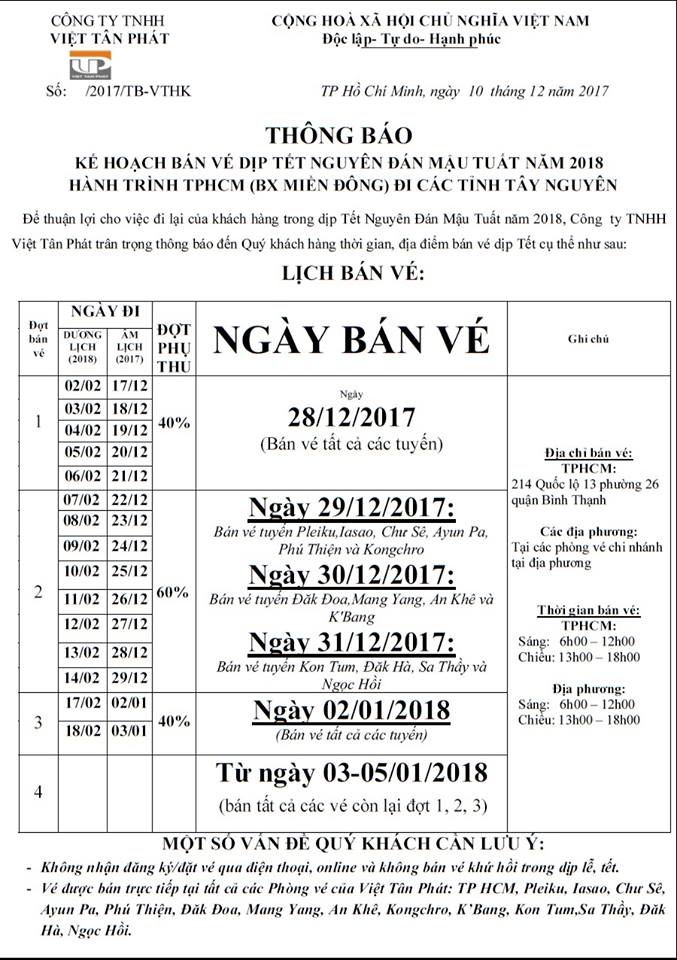 CÔNG TY TNHH
VIỆT TÂN PHÁT
VIET TAN PHAT
Số: /2017/TB-VTHK
CỘNG HOÀ XÃ HỘI CHỦ NGHĨA VIỆT NAM
Độc lập- Tự do- Hạnh phúc
TP Hồ Chí Minh, ngày 10 tháng 12 năm 2017
THÔNG BÁO
KẾ HOẠCH BÁN VÉ DỊP TẾT NGUYÊN ĐÁN MẬU TUẤT NĂM 2018
HÀNH TRÌNH TPHCM (BX MIỀN ĐÔNG) ĐI CÁC TỈNH TÂY NGUYÊN
Để thuận lợi cho việc đi lại của khách hàng trong dịp Tết Nguyên Đán Mậu Tuất năm 2018, Công ty TNHH
Việt Tân Phát trân trọng thông báo đến Quý khách hàng thời gian, địa điểm bán vé dịp Tết cụ thể như sau:
LỊCH BÁN VÉ:
Đợt bán vé
NGÀY ĐI
DƯƠNG LỊCH (2018)
ÂM LỊCH (2017)
ĐỢT PHỤ THU
NGÀY BÁN VÉ
Ghi chú
1
02/02 17/12
03/02 18/12
04/02 19/12
05/02 20/12
06/02 21/12
40%
Ngày
28/12/2017
(Bán vé tất cả các tuyến)
2
07/02 22/12
08/02 23/12
09/02 24/12
10/02 25/12
11/02 26/12
12/02 27/12
13/02 28/12
14/02 29/12
60%
Ngày 29/12/2017:
Bán vé tuyến Pleiku,Iasao, Chư Sê, Ayun Pa,
Phú Thiện và Kongchro
Ngày 30/12/2017:
Bán vé tuyến Đăk Đoa,Mang Yang, An Khê và
K'Bang
Ngày 31/12/2017:
Bán vé tuyến Kon Tum, Đăk Hà, Sa Thầy và
Ngọc Hồi
3
17/02 02/01
18/02 03/01
40%
Ngày 02/01/2018
(Bán vé tất cả các tuyến)
4
Từ ngày 03-05/01/2018
(bán tất cả các vé còn lại đợt 1, 2, 3)
Địa chỉ bán vé:
TPHCM:
214 Quốc lộ 13 phường 26
quận Bình Thạnh
Các địa phương:
Tại các phòng vé chi nhánh
tại địa phương
Thời gian bán vé:
TPHCM:
Sáng: 6h00 – 12h00
Chiều: 13h00 – 18h00
Địa phương:
Sáng: 6h00 – 12h00
Chiều: 13h00 – 18h00
MỘT SỐ VẤN ĐỀ QUÝ KHÁCH CẦN LƯU Ý:
- Không nhận đăng ký/đặt vé qua điện thoại, online và không bán vé khứ hồi trong dịp lễ, tết.
- Vé được bán trực tiếp tại tất cả các Phòng vé của Việt Tân Phát: TP HCM, Pleiku, Iasao, Chư Sê,
Ayun Pa, Phú Thiện, Đăk Đoa, Mang Yang, An Khê, Kongchro, K'Bang, Kon Tum,Sa Thầy, Đăk
Hà, Ngọc Hồi.